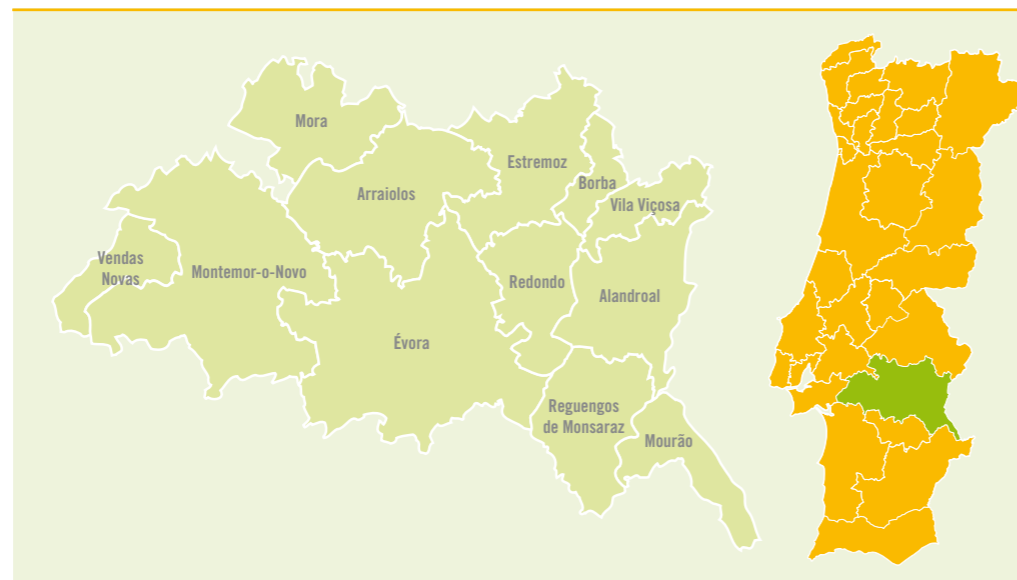 Mora
Estremoz
Borba
Arraiolos
Vila Viçosa
Vendas
Novas
Montemor-o-Novo
Redondo
Alandroal
Évora
Reguengos
de Monsaraz
Mourão